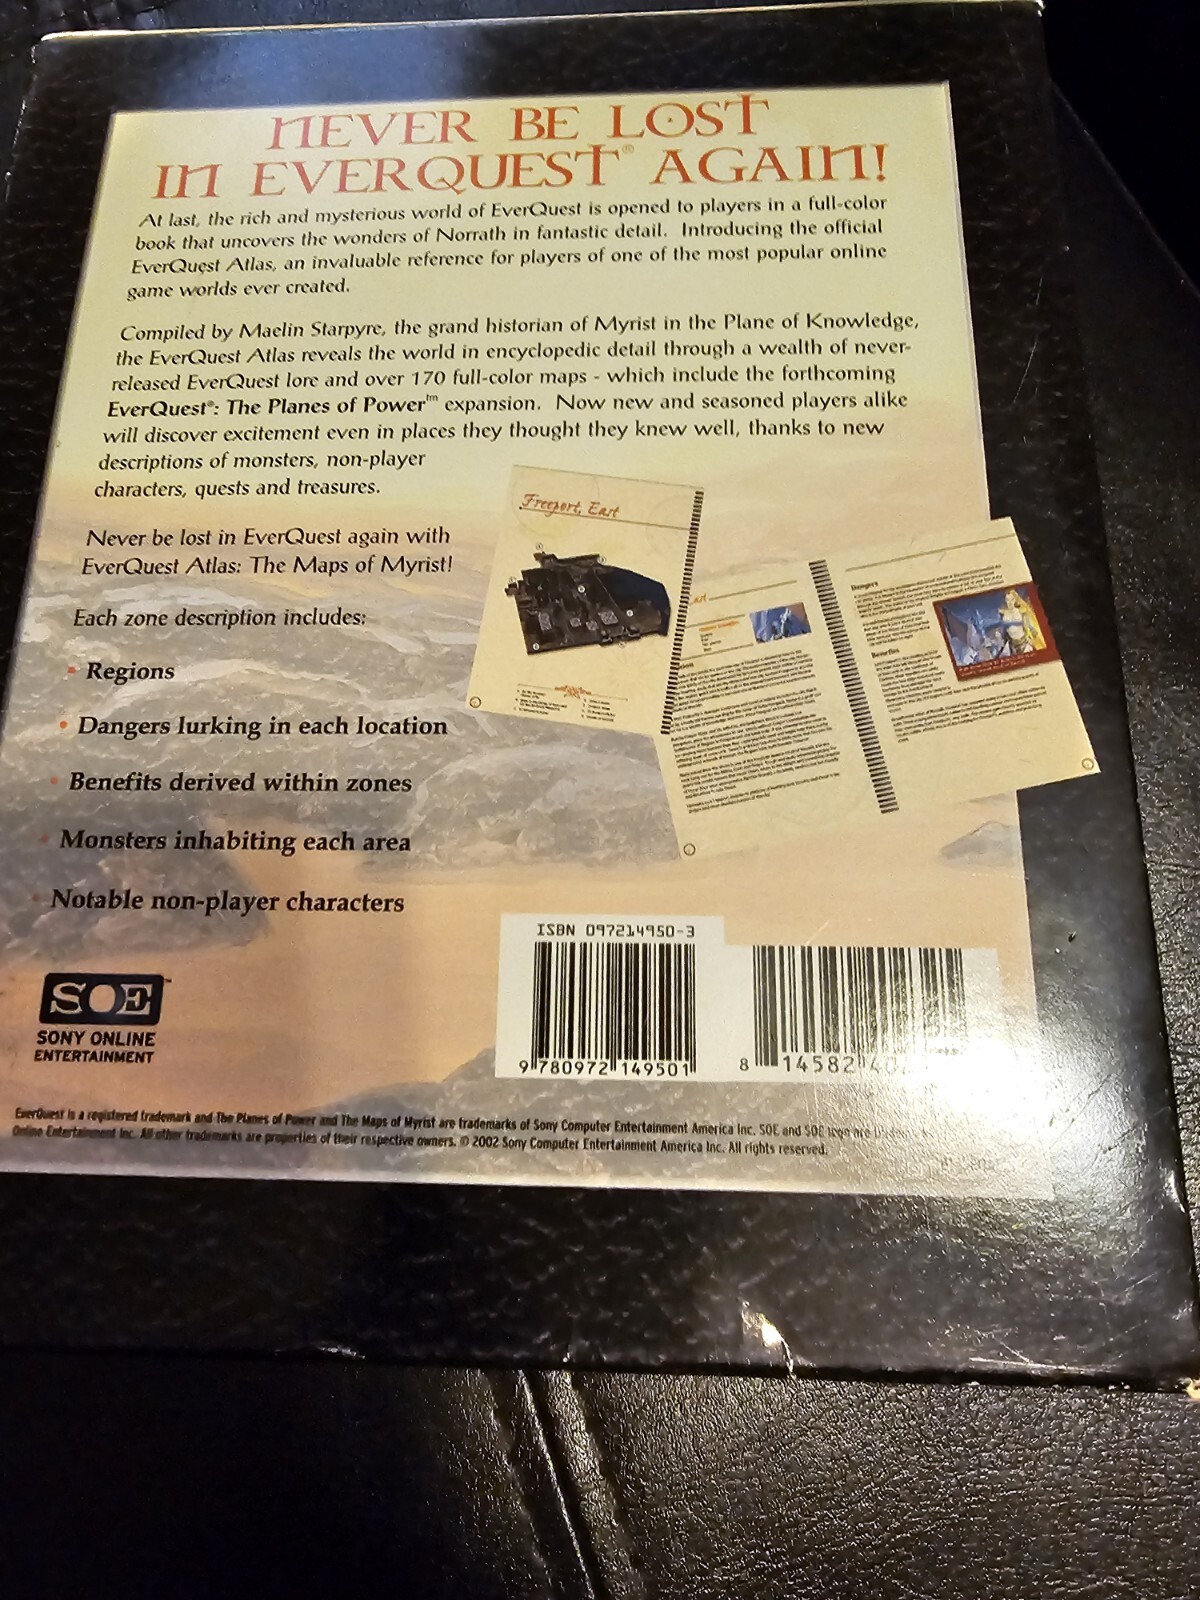 NEVER BE LOST
IN EVERQUEST® AGAIN!
At last, the rich and mysterious world of EverQuest is opened to players in a full-color
book that uncovers the wonders of Norrath in fantastic detail. Introducing the official
EverQuest Atlas, an invaluable reference for players of one of the most popular online
game worlds ever created.
Compiled by Maelin Starpyre, the grand historian of Myrist in the Plane of Knowledge,
the EverQuest Atlas reveals the world in encyclopedic detail through a wealth of never-
released EverQuest lore and over 170 full-color maps - which include the forthcoming
EverQuest®: The Planes of Power™ expansion. Now new and seasoned players alike
will discover excitement even in places they thought they knew well, thanks to new
descriptions of monsters, non-player
characters, quests and treasures.
Never be lost in EverQuest again with
EverQuest Atlas: The Maps of Myrist!
Each zone description includes:
• Regions
• Dangers lurking in each location
• Benefits derived within zones
• Monsters inhabiting each area
• Notable non-player characters
Freeport, East
Dangers
Benefits
SOE™
SONY ONLINE
ENTERTAINMENT
ISBN 097214950-3
9 780972 149501
8 14582
EverQuest is a registered trademark and The Planes of Power and The Maps of Myrist are trademarks of Sony Computer Entertainment America Inc. SOE and SOE logo are
Online Entertainment Inc. All other trademarks are properties of their respective owners. © 2002 Sony Computer Entertainment America Inc. All rights reserved.